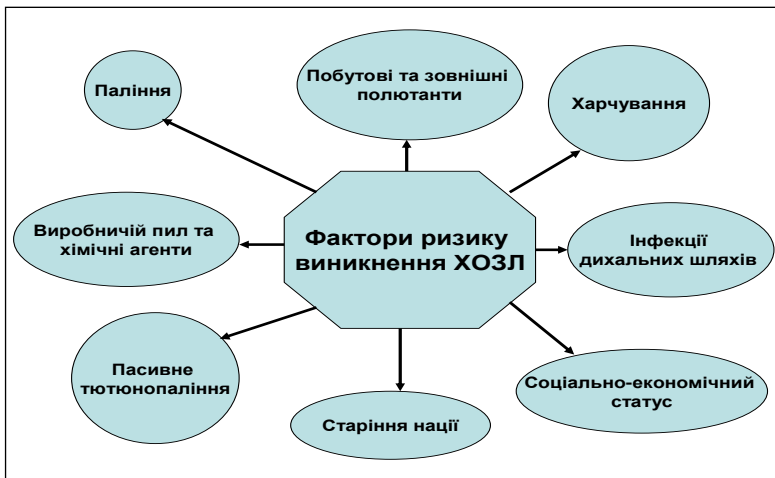 Паління
Побутові та зовнішні
полютанти
Харчування
Виробничій пил та
хімічні агенти
Фактори ризику
виникнення ХОЗЛ
Інфекції
дихальних шляхів
Пасивне
тютюнопаління
Старіння нації
Соціально-економічний
статус